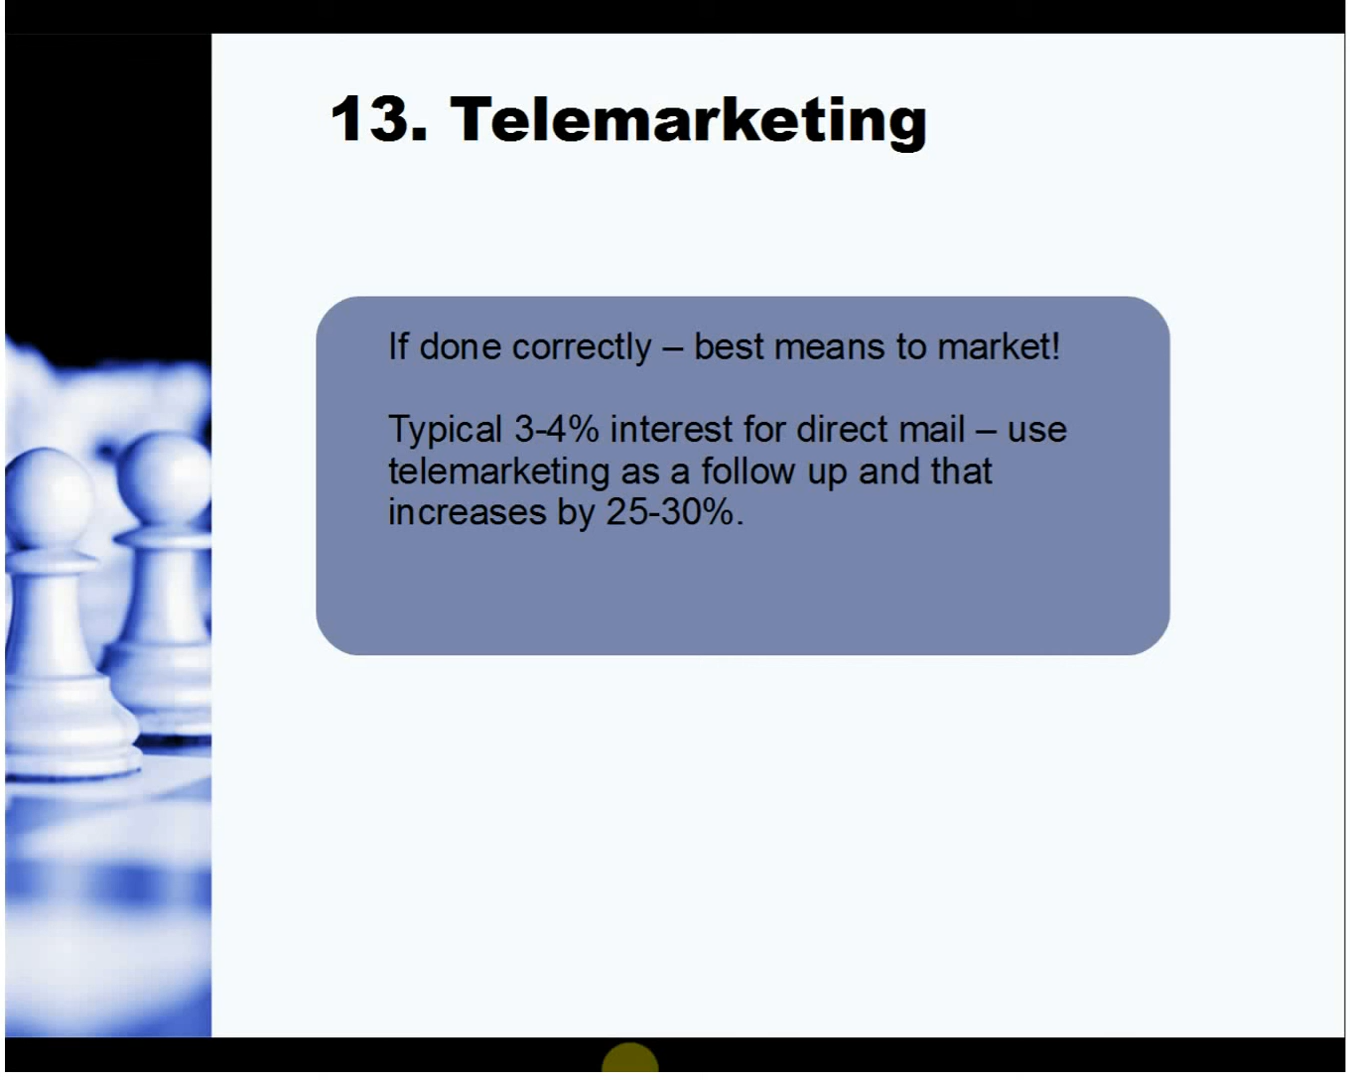 13. Telemarketing
If done correctly – best means to market!
Typical 3-4% interest for direct mail – use
telemarketing as a follow up and that
increases by 25-30%.